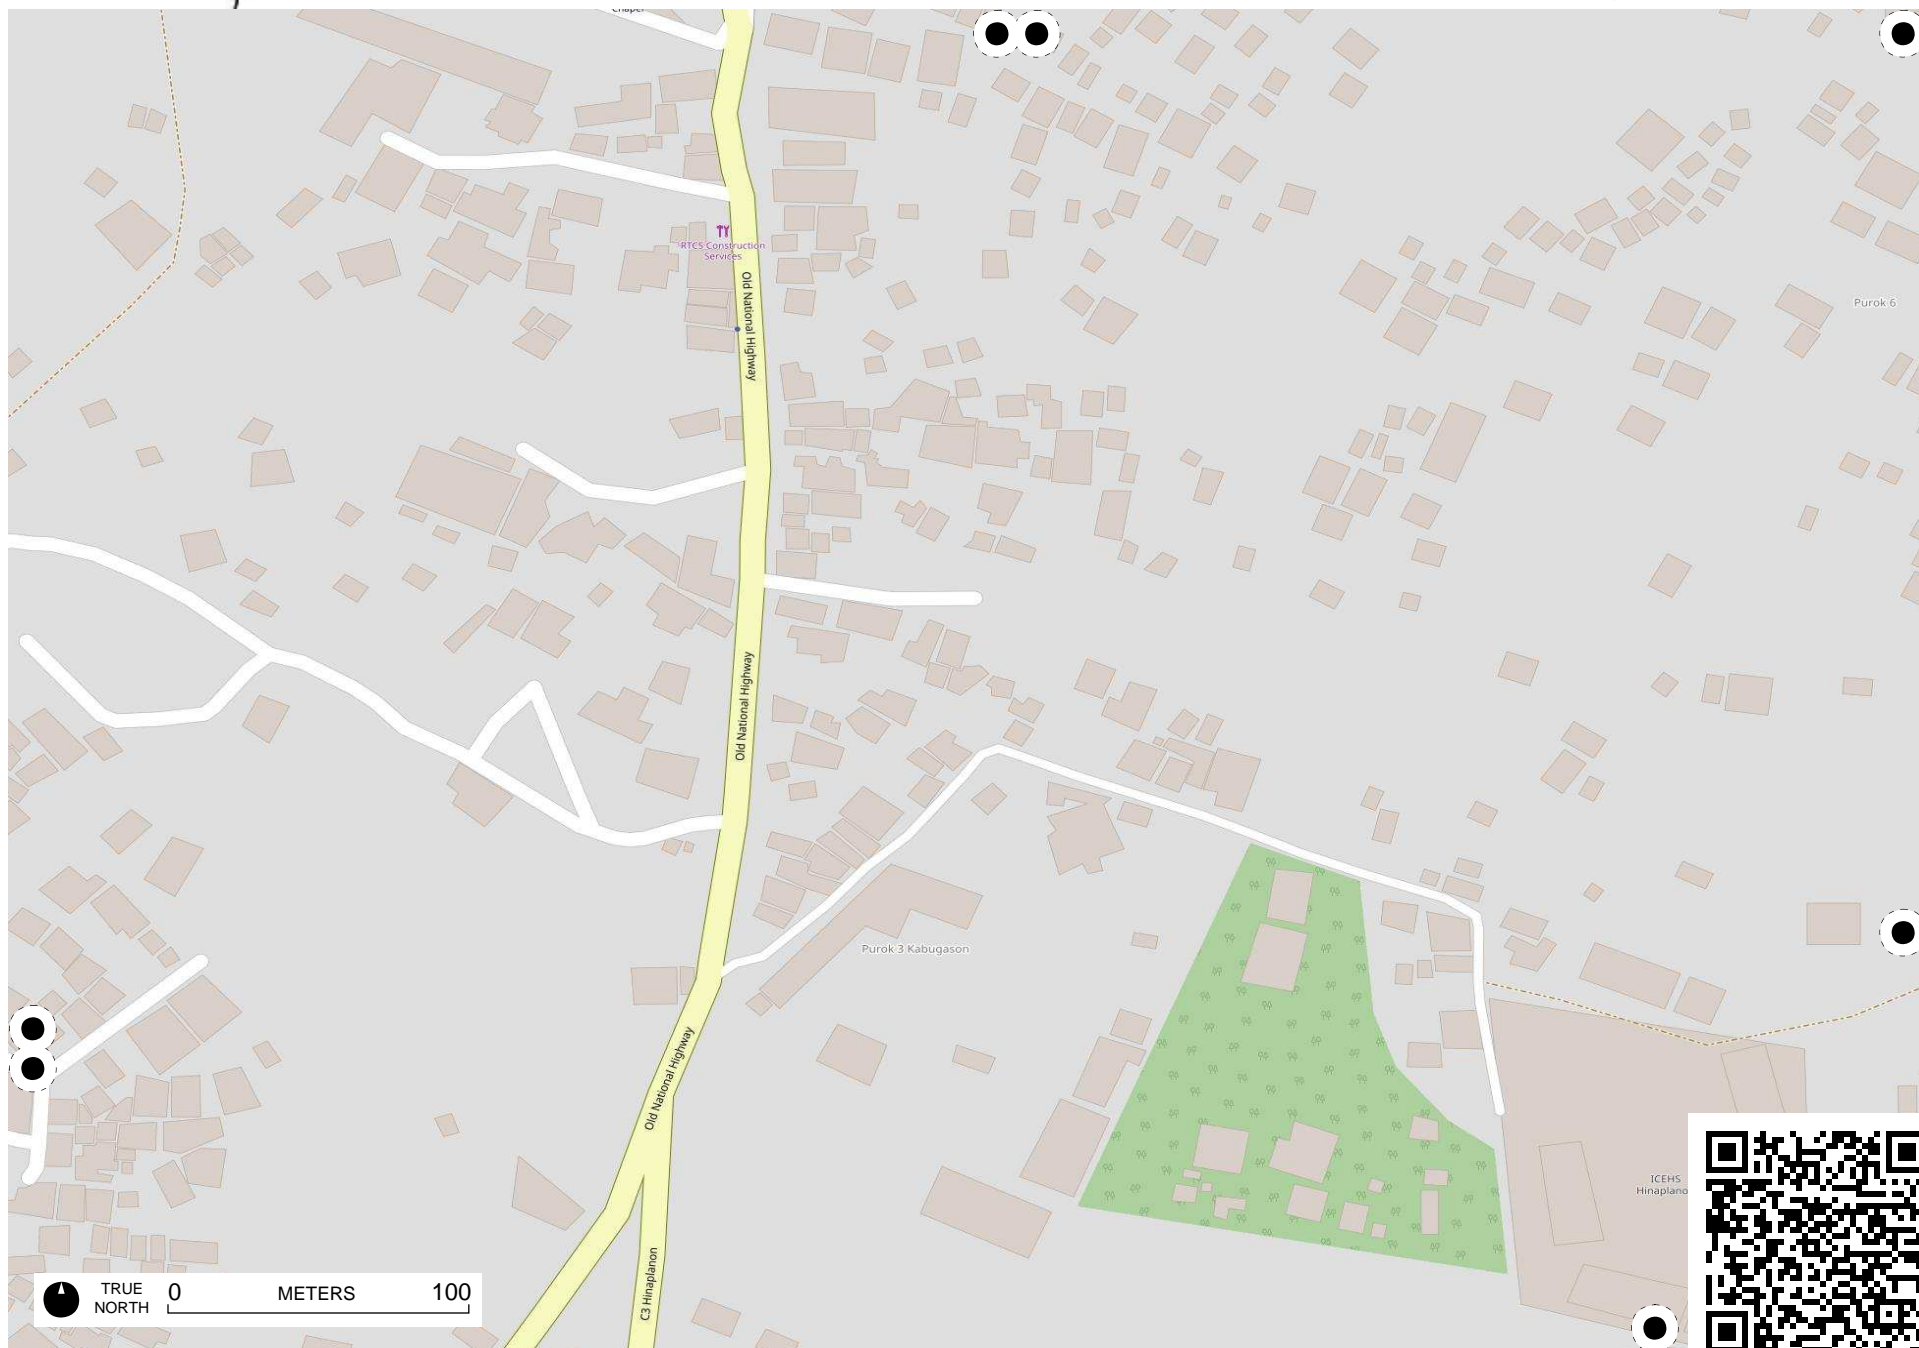 RTCS Construction
Services
Old National Highway
Purok 6
Old National Highway
Purok 3 Kabugason
Old National Highway
ICEHS
TRUE
NORTH
0
METERS
100
C3 Hinaplanon